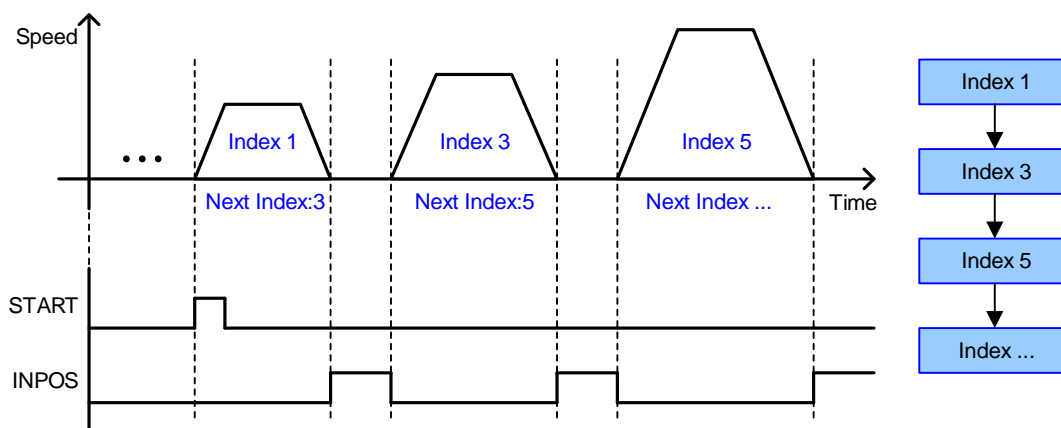 Speed
Index 1
Index 3
Index 5
Next Index:3
Next Index:5
Next Index ...
Time
START
INPOS
Index 1
Index 3
Index 5
Index ...